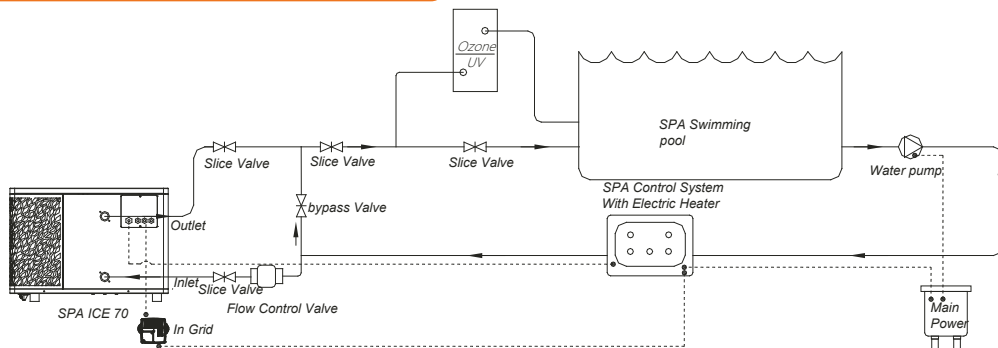 Ozone
UV
SPA Swimming
pool
Slice Valve
Slice Valve
Slice Valve
Water pump
SPA Control System
With Electric Heater
bypass Valve
Outlet
Inlet
Slice Valve
Flow Control Valve
SPA ICE 70
In Grid
Main
Power